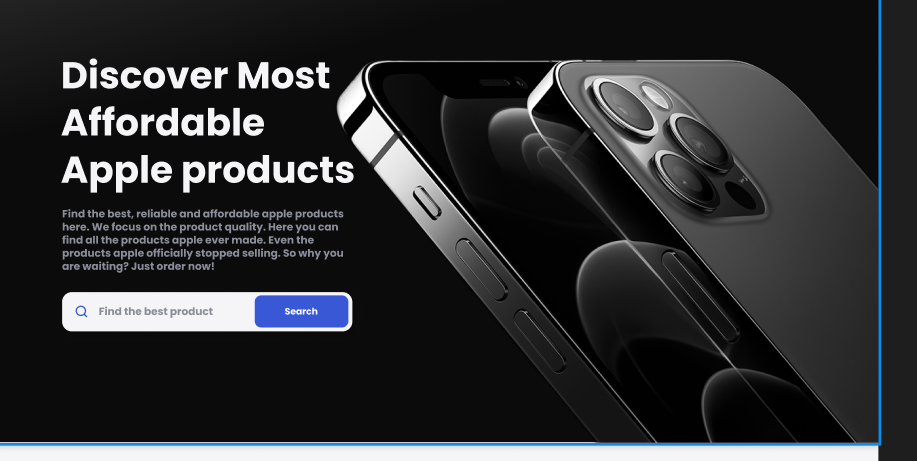 Discover Most
Affordable
Apple products
Find the best, reliable and affordable apple products
here. We focus on the product quality. Here you can
find all the products apple ever made. Even the
products apple officially stopped selling. So why you
are waiting? Just order now!
Find the best product
Search